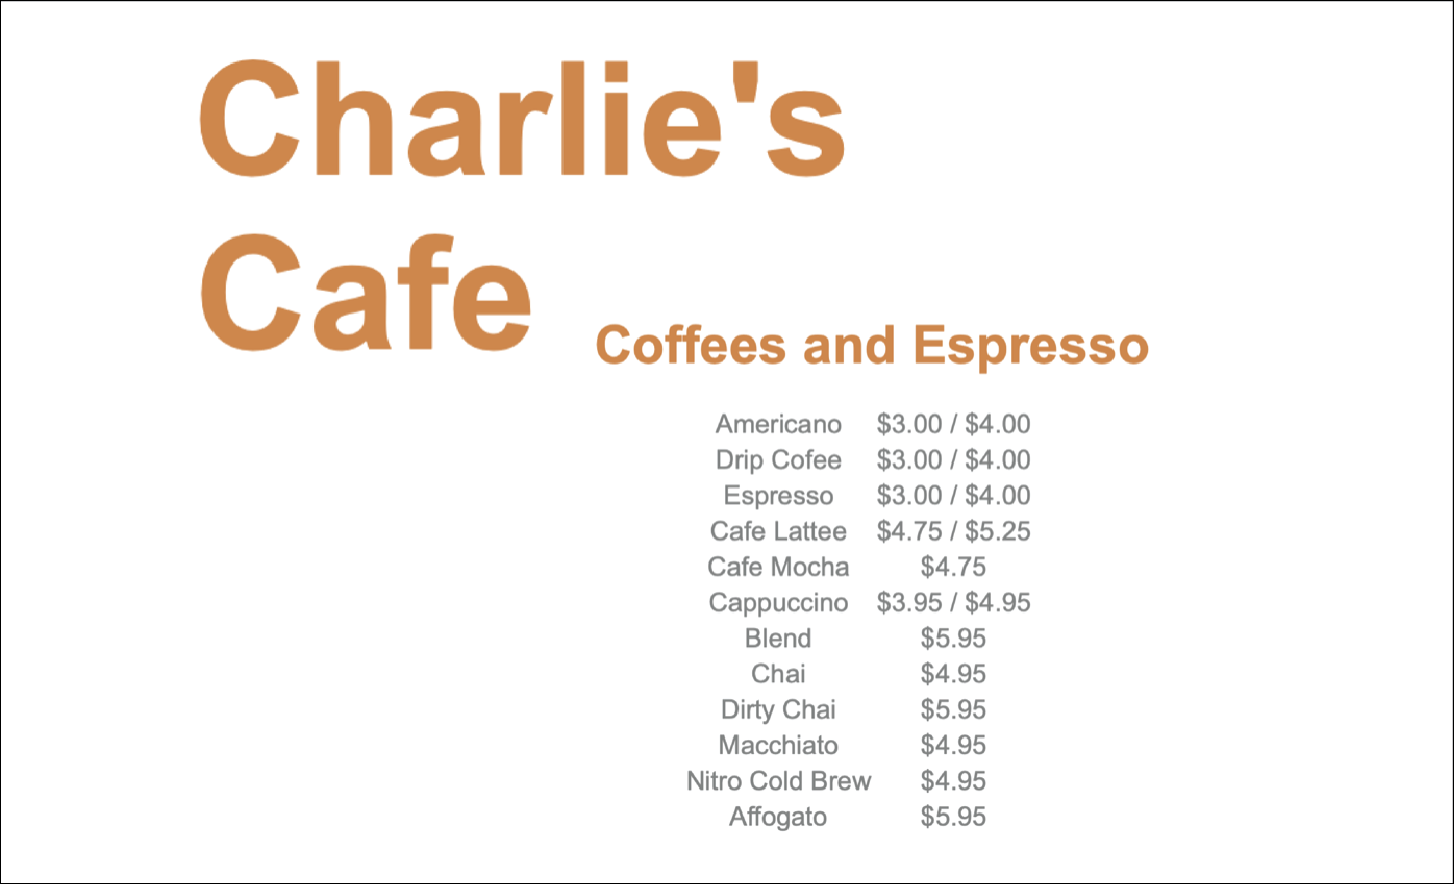 Charlie's
Cafe
Coffees and Espresso
Americano $3.00 / $4.00
Drip Cofee $3.00 / $4.00
Espresso $3.00 / $4.00
Cafe Lattee $4.75 / $5.25
Cafe Mocha $4.75
Cappuccino $3.95 / $4.95
Blend $5.95
Chai $4.95
Dirty Chai $5.95
Macchiato $4.95
Nitro Cold Brew $4.95
Affogato $5.95